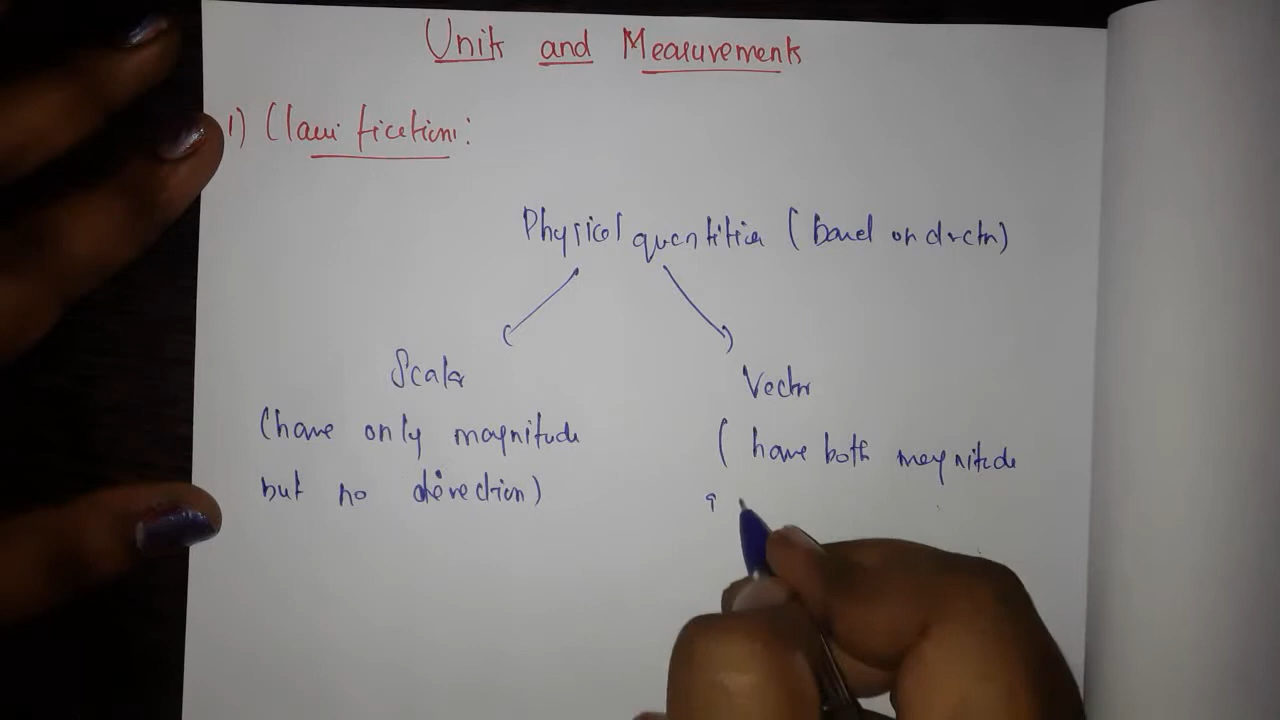 Units and Measurements
1) Classification:
Physical quantities (based on drctn)
Scalar
(have only magnitude
but no direction)
Vector
( have both magnitude